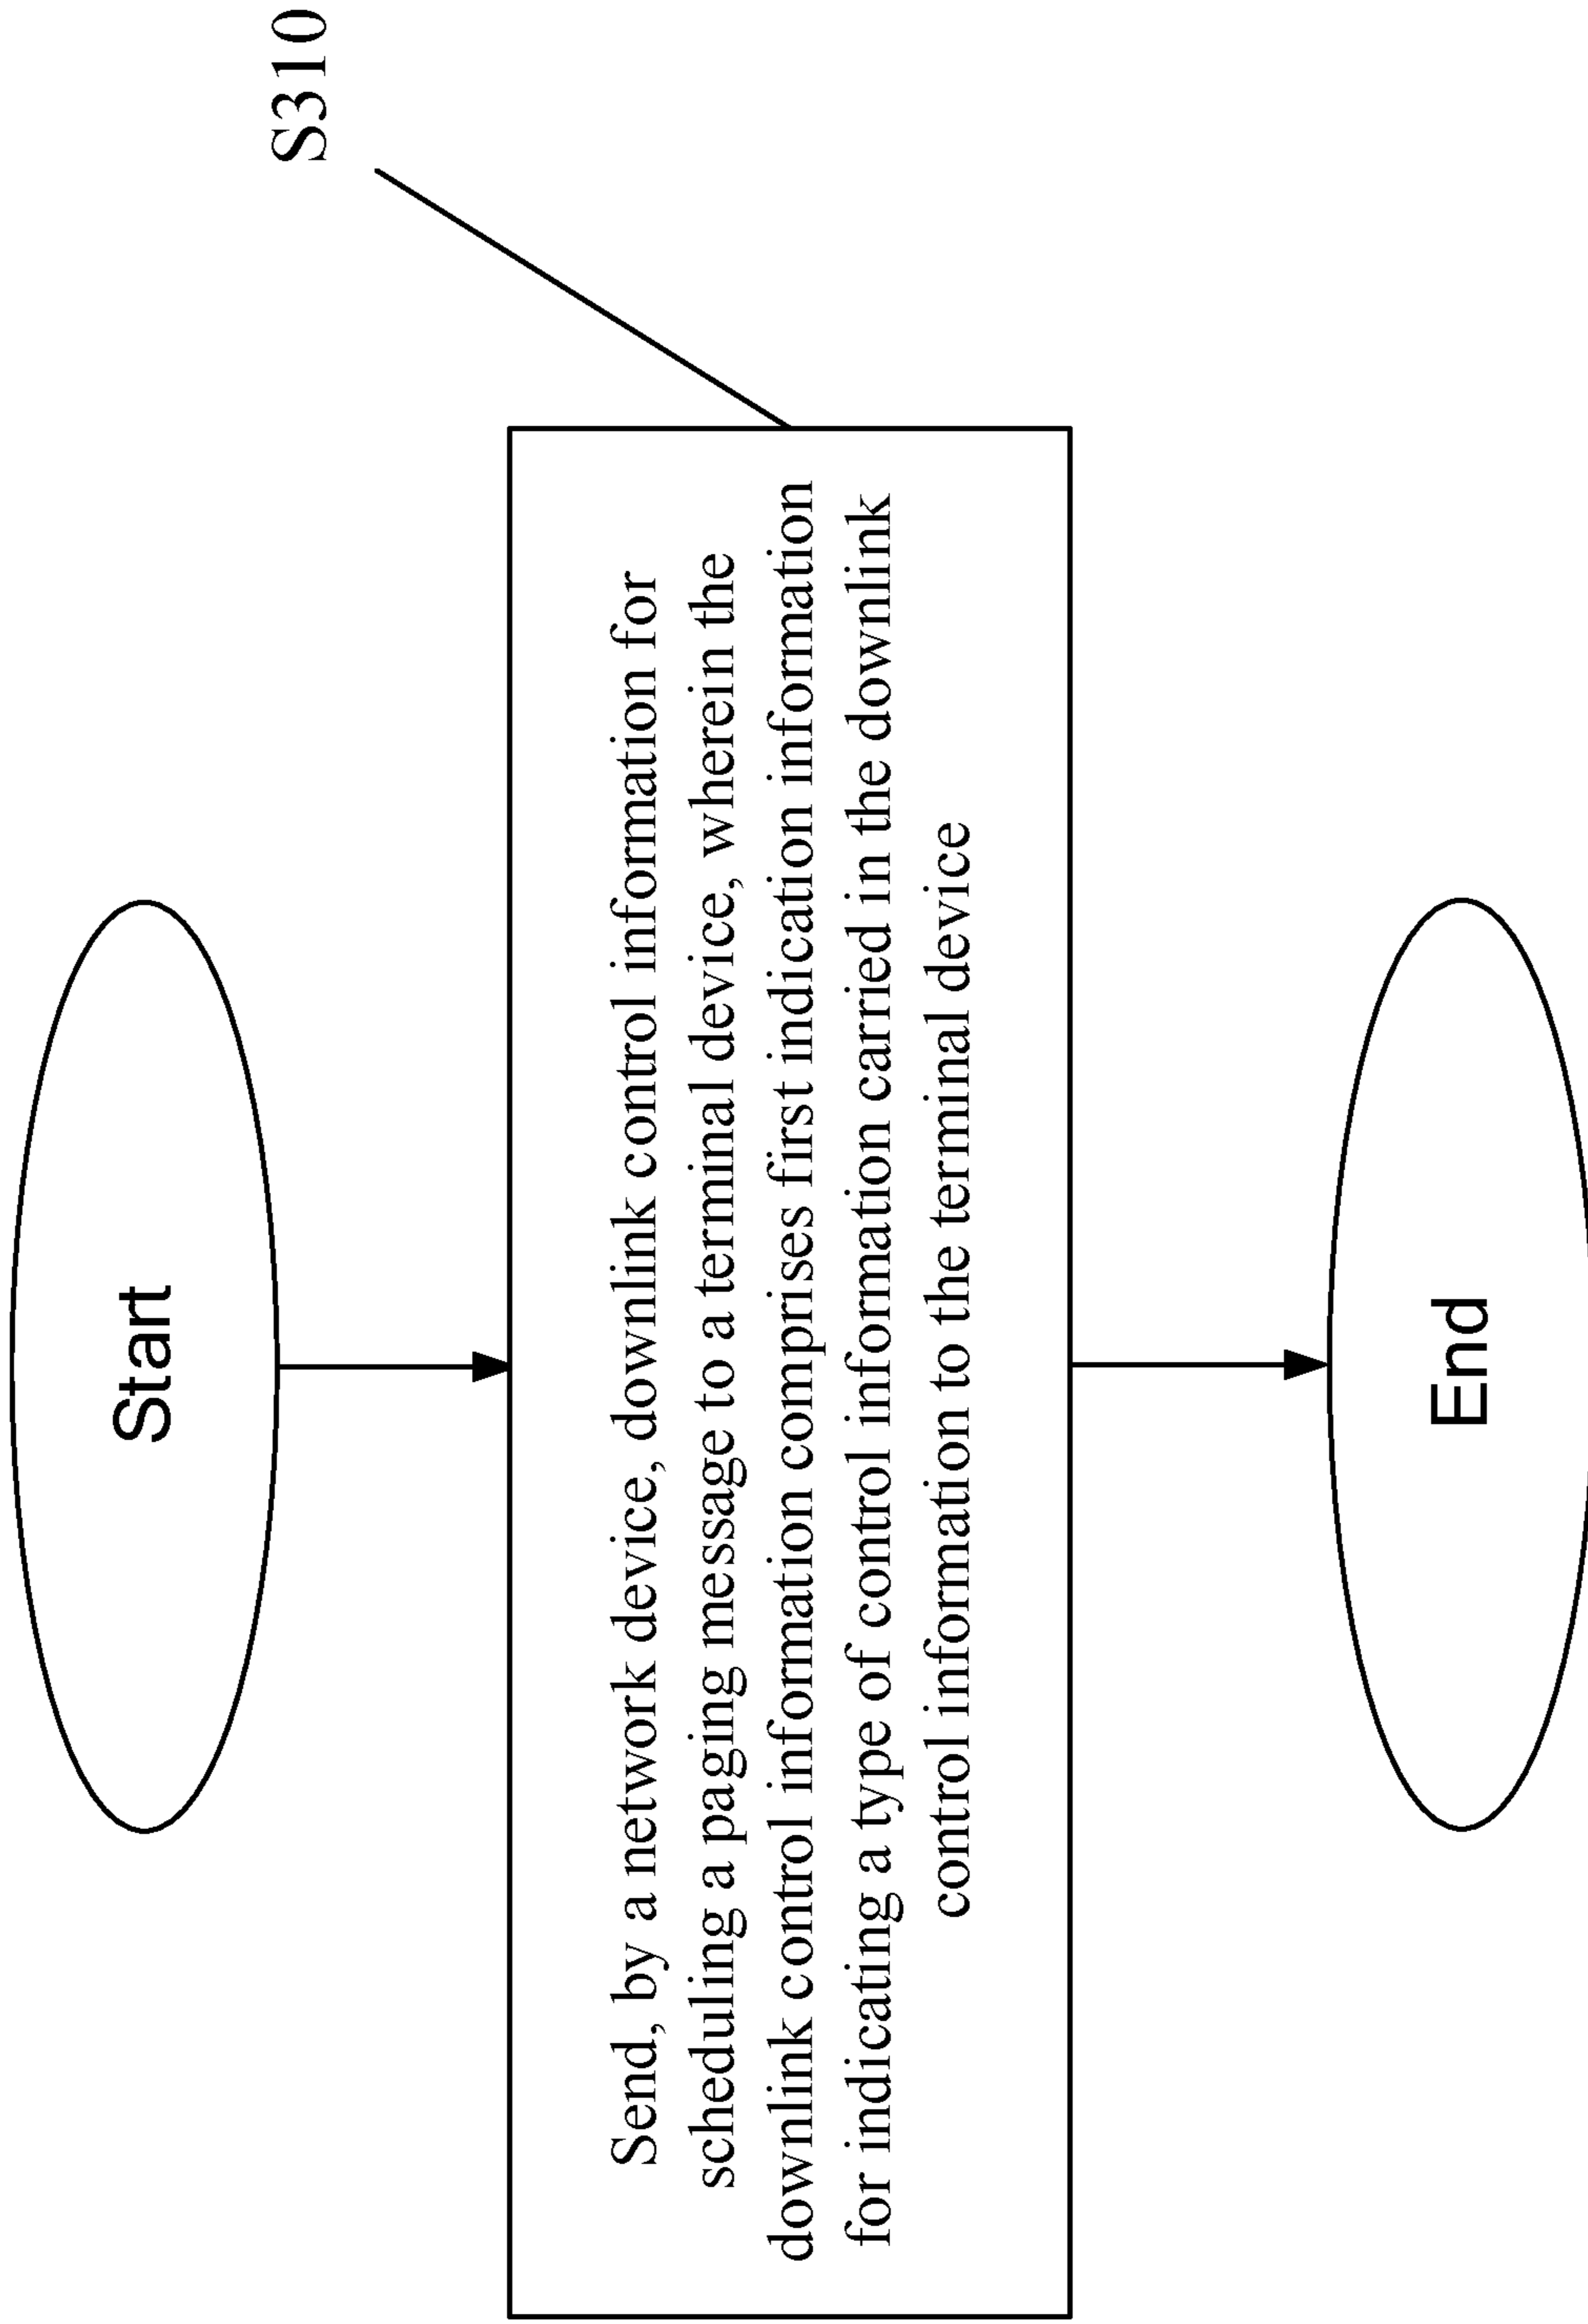 Start
S310
Send, by a network device, downlink control information for
scheduling a paging message to a terminal device, wherein the
downlink control information comprises first indication information
for indicating a type of control information carried in the downlink
control information to the terminal device
End